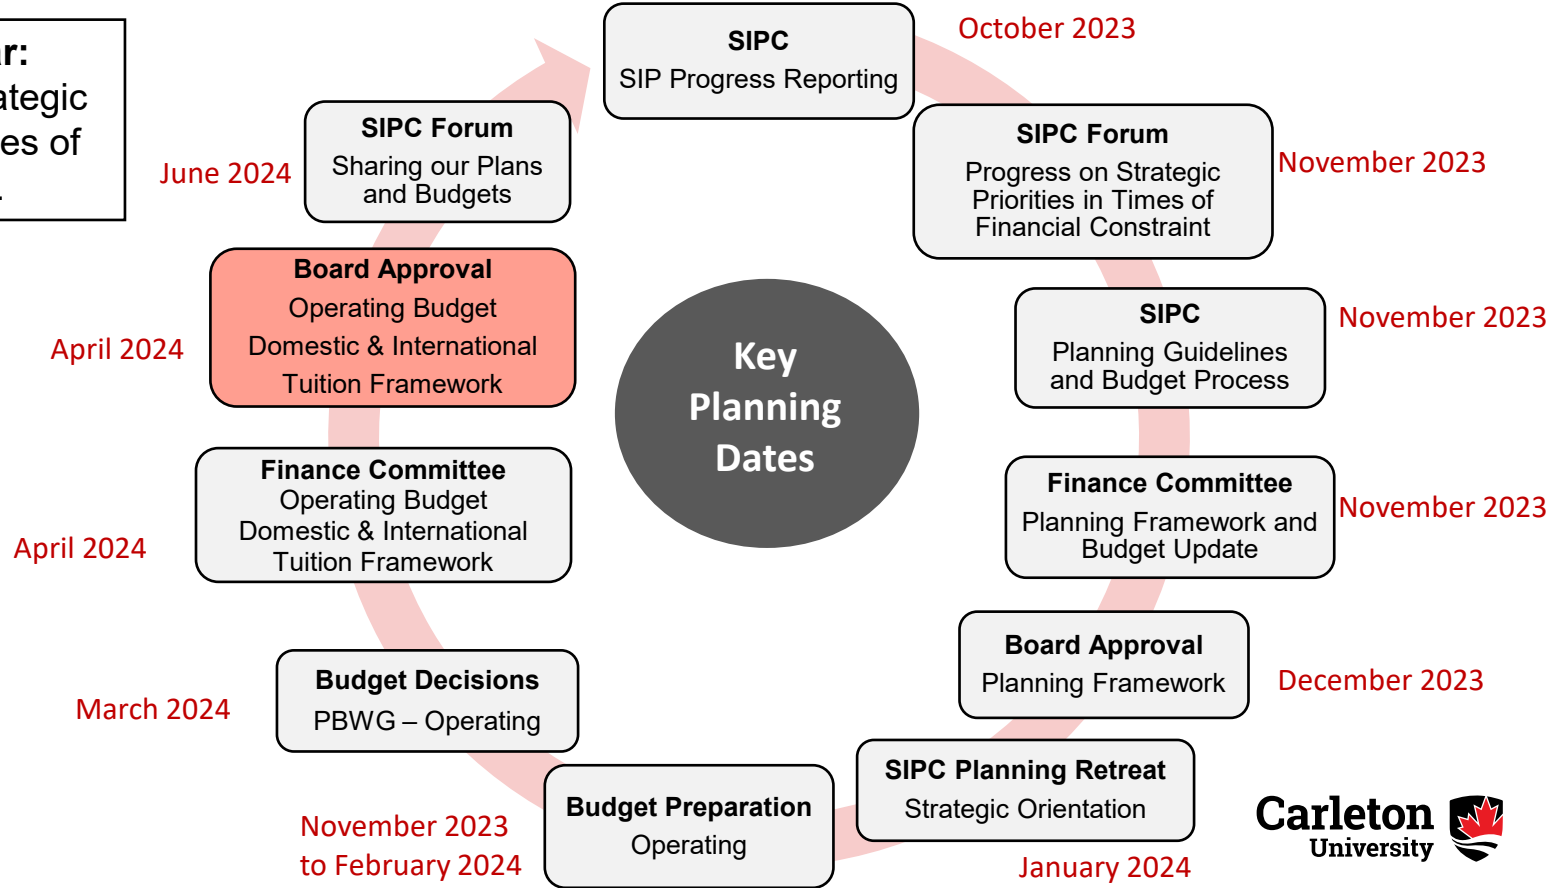 SIPC
SIP Progress Reporting
October 2023
SIPC Forum
Progress on Strategic
Priorities in Times of
Financial Constraint
November 2023
SIPC
Planning Guidelines
and Budget Process
November 2023
Finance Committee
Planning Framework and
Budget Update
November 2023
Board Approval
Planning Framework
December 2023
SIPC Planning Retreat
Strategic Orientation
January 2024
Budget Preparation
Operating
November 2023
to February 2024
Budget Decisions
PBWG – Operating
March 2024
Finance Committee
Operating Budget
Domestic & International
Tuition Framework
April 2024
Board Approval
Operating Budget
Domestic & International
Tuition Framework
April 2024
SIPC Forum
Sharing our Plans
and Budgets
June 2024
Key
Planning
Dates
of
Carleton
University